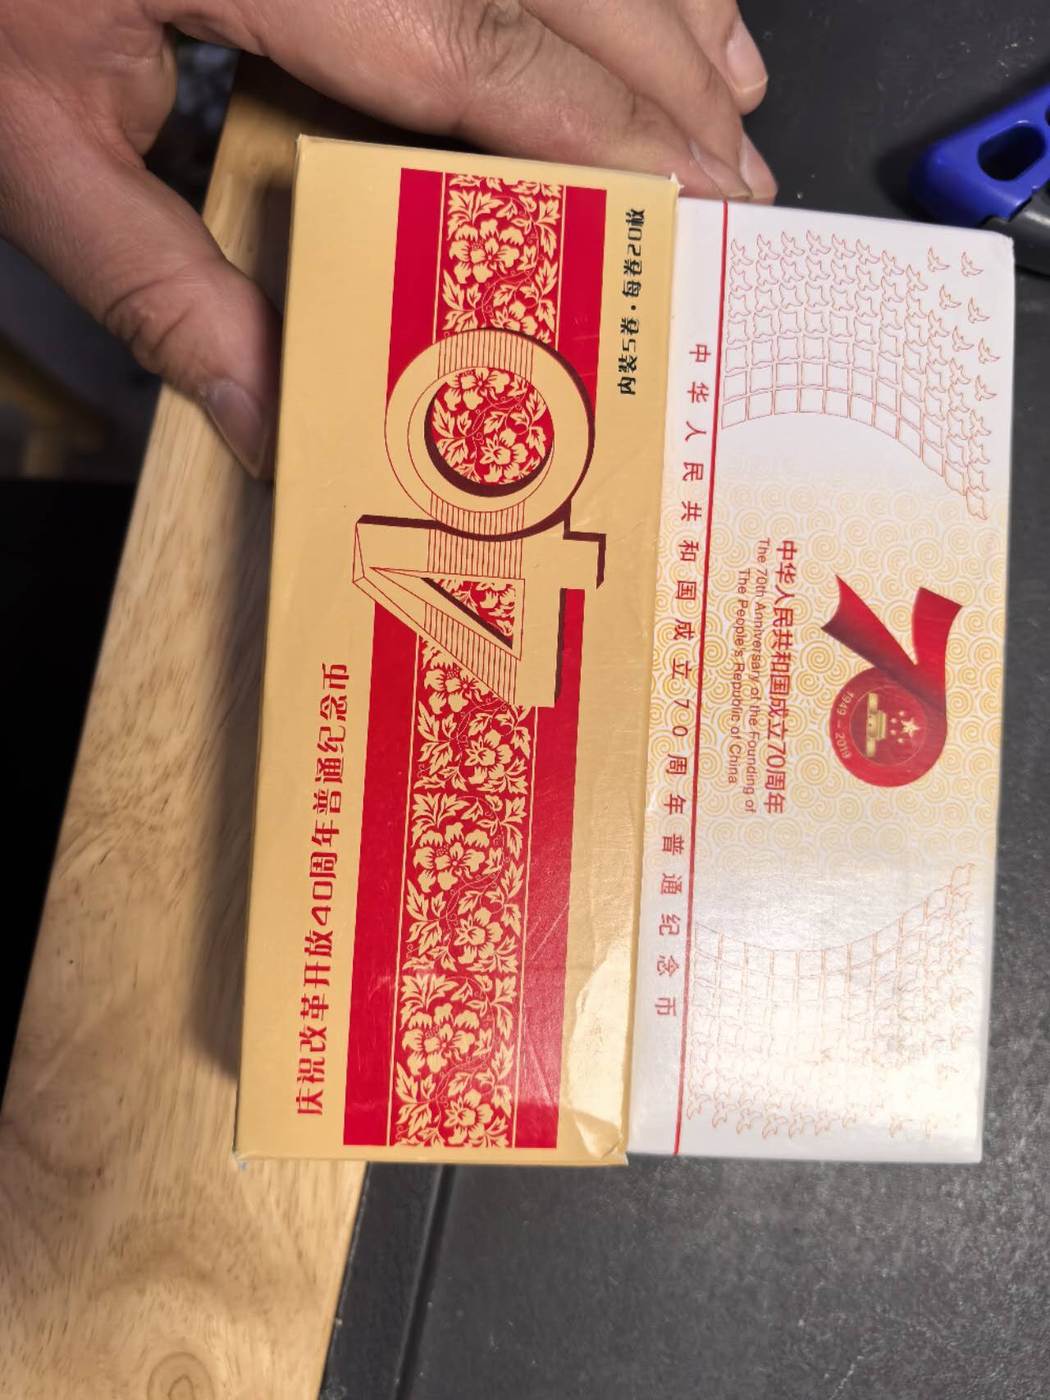 庆祝改革开放40周年普通纪念币
40
内装5卷·每卷20枚
中华人民共和国成立70周年普通纪念币
70
1949-2019
中华人民共和国成立70周年
The 70th Anniversary of the Founding of
The People's Republic of China